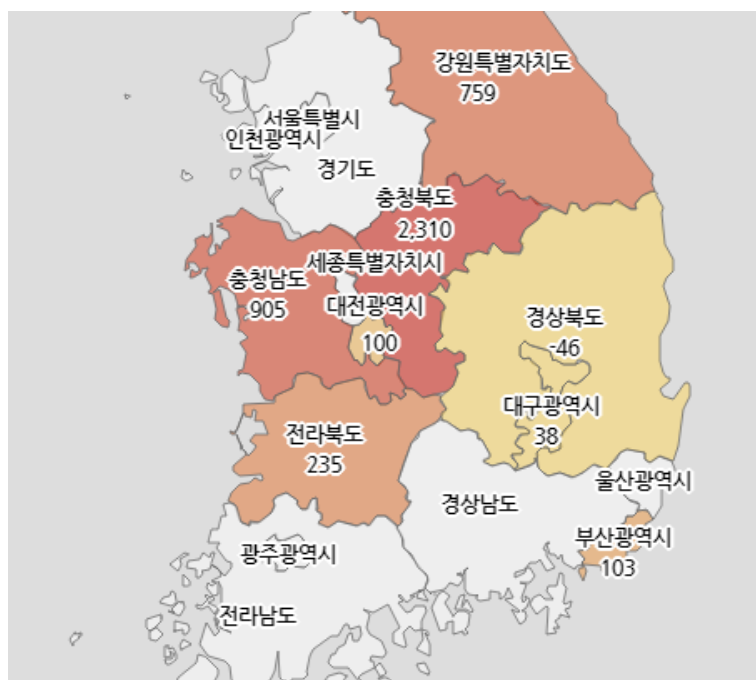 강원특별자치도
759
서울특별시
인천광역시
경기도
충청북도
2,310
세종특별자치시
충청남도
905
대전광역시
100
경상북도
-46
대구광역시
38
전라북도
235
울산광역시
경상남도
부산광역시
103
광주광역시
전라남도